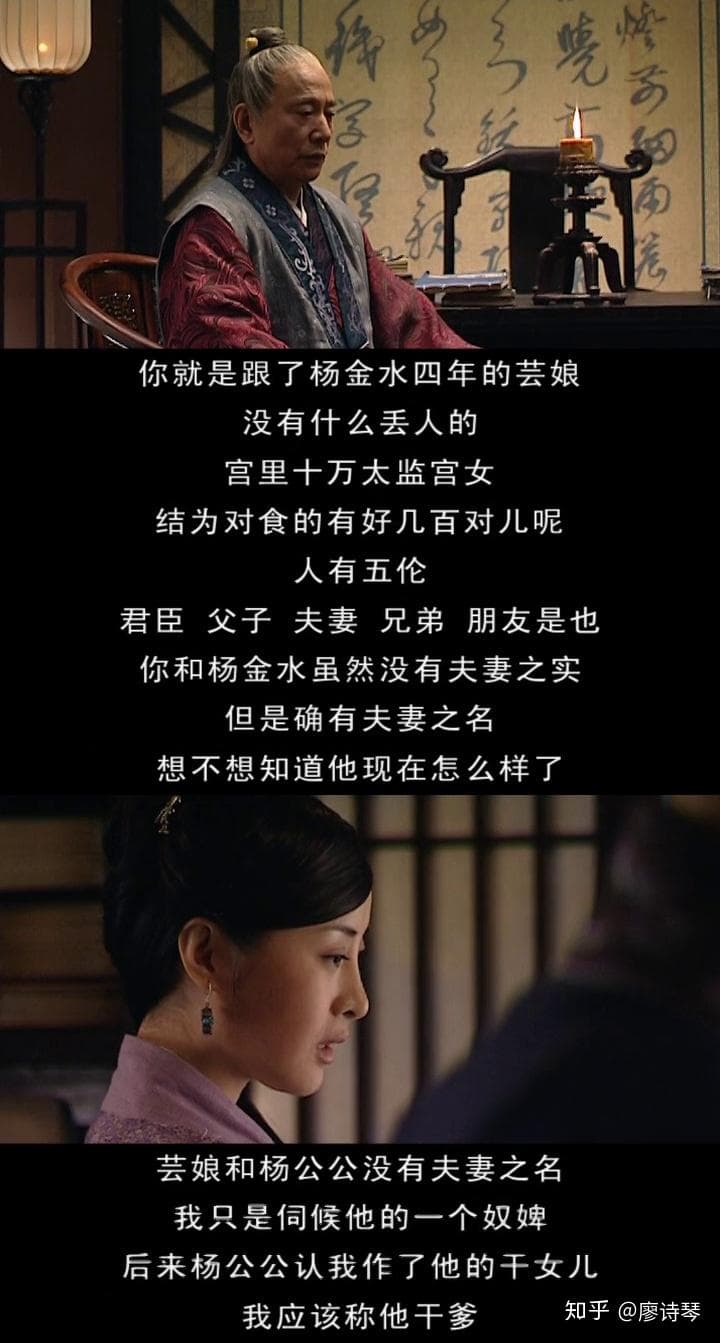 你就是跟了杨金水四年的芸娘
没有什么丢人的
宫里十万太监宫女
结为对食的有好几百对儿呢
人有五伦
君臣 父子 夫妻 兄弟 朋友是也
你和杨金水虽然没有夫妻之实
但是确有夫妻之名
想不想知道他现在怎么样了
芸娘和杨公公没有夫妻之名
我只是伺候他的一个奴婢
后来杨公公认我作了他的干女儿
我应该称他干爹
知乎 @廖诗琴